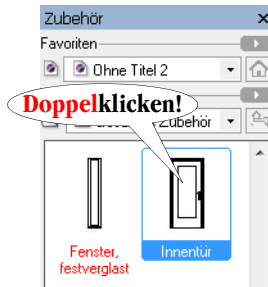 Zubehör
Favoriten
Ohne Titel 2
Doppelklicken!
Zubehör
Fenster,
festverglast
Innentür